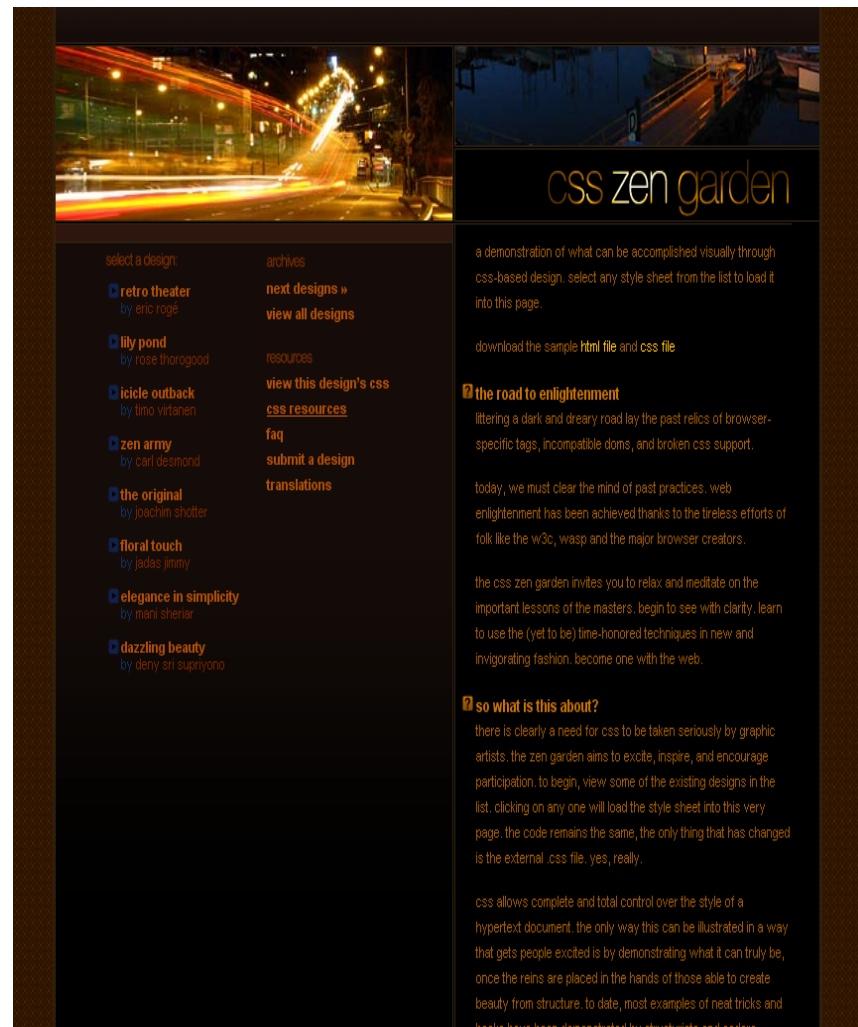 css zen garden
select a design:
retro theater
by eric rogé
lily pond
by rose thorogood
icicle outback
by timo virtanen
zen army
by carl desmond
the original
by joachim shotter
floral touch
by jadas jimmy
elegance in simplicity
by mani sheriar
dazzling beauty
by deny sri supriyono
archives
next designs »
view all designs
resources
view this design's css
css resources
faq
submit a design
translations
a demonstration of what can be accomplished visually through
css-based design. select any style sheet from the list to load it
into this page.
download the sample html file and css file
? the road to enlightenment
littering a dark and dreary road lay the past relics of browser-
specific tags, incompatible doms, and broken css support.
today, we must clear the mind of past practices. web
enlightenment has been achieved thanks to the tireless efforts of
folk like the w3c, wasp and the major browser creators.
the css zen garden invites you to relax and meditate on the
important lessons of the masters. begin to see with clarity. learn
to use the (yet to be) time-honored techniques in new and
invigorating fashion. become one with the web.
? so what is this about?
there is clearly a need for css to be taken seriously by graphic
artists. the zen garden aims to excite, inspire, and encourage
participation. to begin, view some of the existing designs in the
list. clicking on any one will load the style sheet into this very
page. the code remains the same, the only thing that has changed
is the external .css file. yes, really.
css allows complete and total control over the style of a
hypertext document. the only way this can be illustrated in a way
that gets people excited is by demonstrating what it can truly be,
once the reins are placed in the hands of those able to create
beauty from structure. to date, most examples of neat tricks and